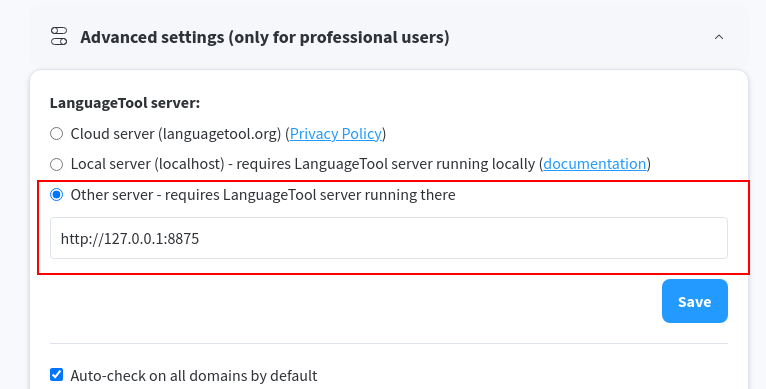 Advanced settings (only for professional users)
LanguageTool server:
Cloud server (languagetool.org) (Privacy Policy)
Local server (localhost) - requires LanguageTool server running locally (documentation)
Other server - requires LanguageTool server running there
http://127.0.0.1:8875
Save
Auto-check on all domains by default